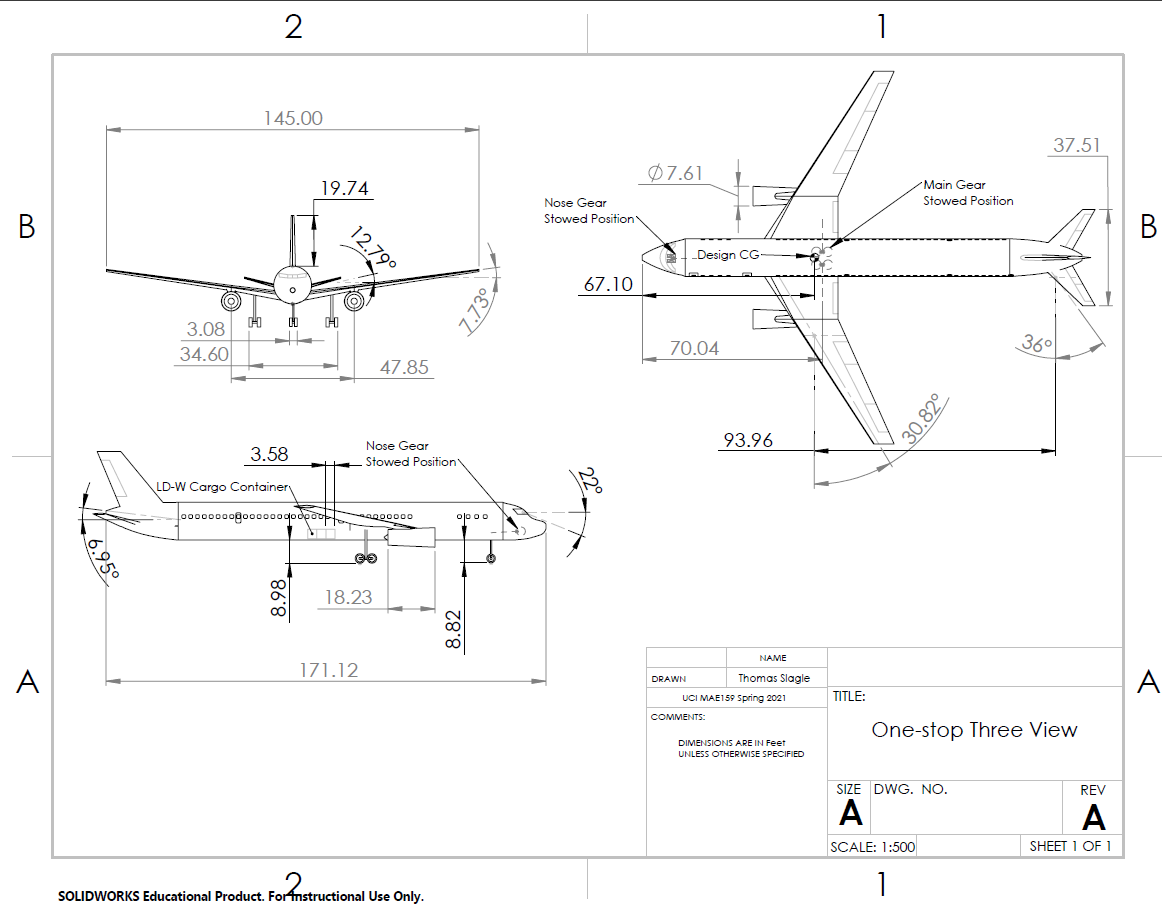 2
1
B
B
145.00
19.74
12.79°
7.73°
3.08
34.60
47.85
37.51
∅ 7.61
Main Gear
Stowed Position
Nose Gear
Stowed Position
Design CG
67.10
70.04
36°
30.82°
93.96
3.58
Nose Gear
Stowed Position
LD-W Cargo Container
22°
6.95°
8.98
18.23
8.82
171.12
A
A
NAME
DRAWN
Thomas Slagle
UCI MAE159 Spring 2021
COMMENTS:
DIMENSIONS ARE IN Feet
UNLESS OTHERWISE SPECIFIED
TITLE:
One-stop Three View
SIZE
A
DWG. NO.
REV
A
SCALE: 1:500
SHEET 1 OF 1
2
1
SOLIDWORKS Educational Product. For Instructional Use Only.